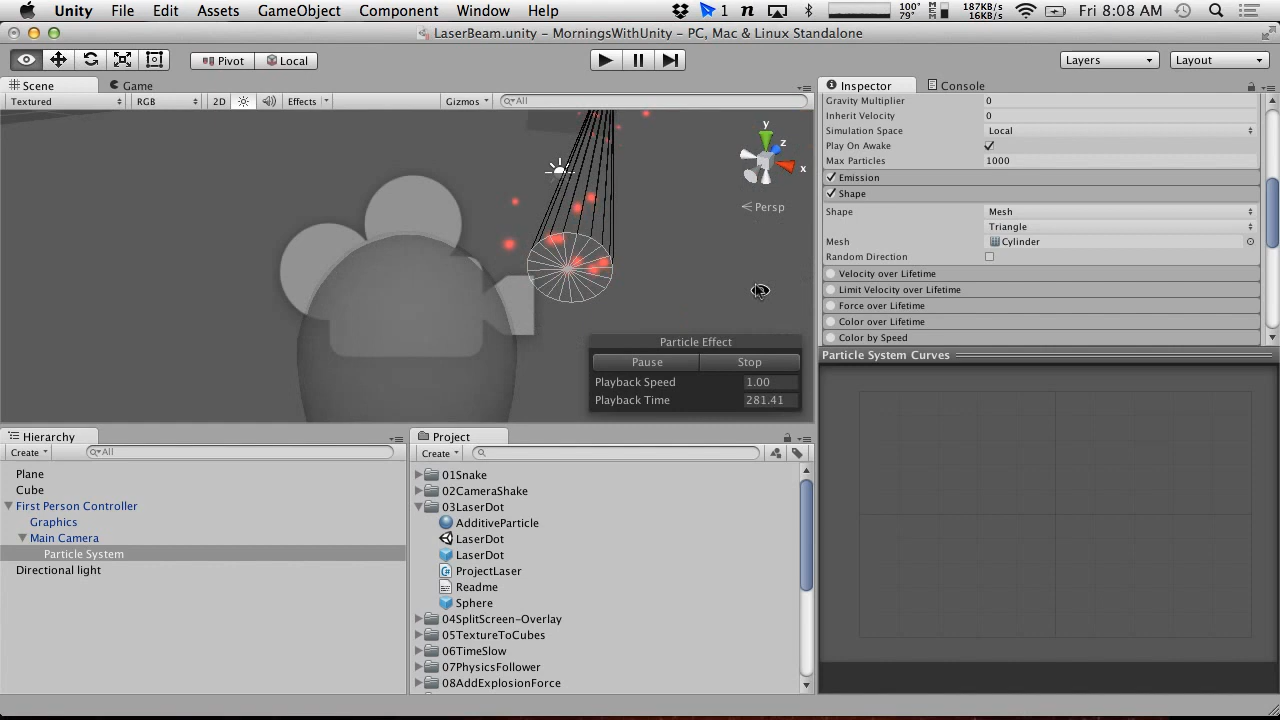 Unity File Edit Assets GameObject Component Window Help 1 n 100° 79° MEM 187KB/s 16KB/s Fri 8:08 AM
LaserBeam.unity – MorningsWithUnity – PC, Mac & Linux Standalone
Pivot Local Layers Layout
Scene Game
Textured RGB 2D Effects Gizmos All
y
z
x
Persp
Particle Effect
Pause Stop
Playback Speed 1.00
Playback Time 281.41
Inspector Console
Gravity Multiplier 0
Inherit Velocity 0
Simulation Space Local
Play On Awake
Max Particles 1000
Emission
Shape
Shape Mesh
Triangle
Mesh Cylinder
Random Direction
Velocity over Lifetime
Limit Velocity over Lifetime
Force over Lifetime
Color over Lifetime
Color by Speed
Particle System Curves
Hierarchy
Create All
Plane
Cube
First Person Controller
Graphics
Main Camera
Particle System
Directional light
Project
Create
01Snake
02CameraShake
03LaserDot
AdditiveParticle
LaserDot
LaserDot
ProjectLaser
Readme
Sphere
04SplitScreen-Overlay
05TextureToCubes
06TimeSlow
07PhysicsFollower
08AddExplosionForce